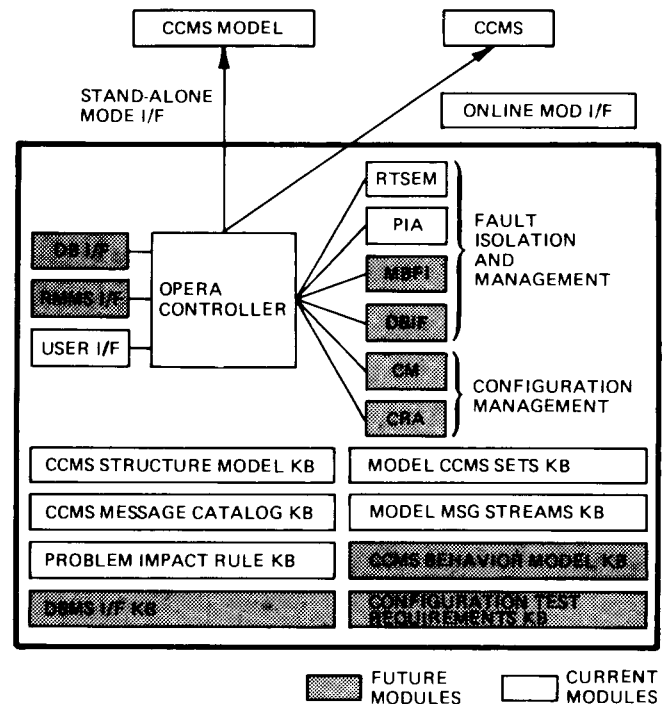 CCMS MODEL
CCMS
STAND-ALONE
MODE I/F
ONLINE MOD I/F
RTSEM
PIA
MBFI
DBIF
CM
CRA
FAULT
ISOLATION
AND
MANAGEMENT
CONFIGURATION
MANAGEMENT
DB I/F
RMMS I/F
USER I/F
OPERA
CONTROLLER
CCMS STRUCTURE MODEL KB
MODEL CCMS SETS KB
CCMS MESSAGE CATALOG KB
MODEL MSG STREAMS KB
PROBLEM IMPACT RULE KB
CCMS BEHAVIOR MODEL KB
DBMS I/F KB
CONFIGURATION TEST
REQUIREMENTS KB
FUTURE
MODULES
CURRENT
MODULES